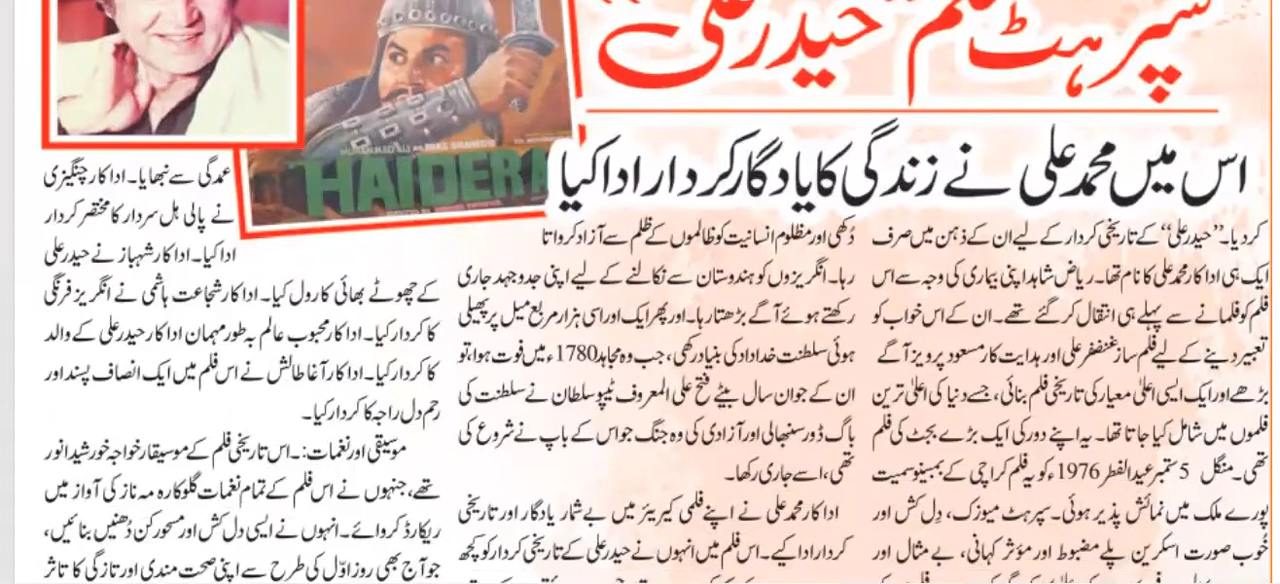 سپر ہٹ فلم ”حیدر علی“
اس میں محمد علی نے زندگی کا یادگار کردار ادا کیا
HAIDER A
کردیا۔ ”حیدر علی“ کے تاریخی کردار کے لیے ان کے ذہن میں صرف
ایک ہی اداکار محمد علی کا نام تھا۔ ریاض شاہد اپنی بیماری کی وجہ سے اس
فلم کو فلمانے سے پہلے ہی انتقال کر گئے تھے۔ ان کے اس خواب کو
تعبیر دینے کے لیے فلم ساز غضنفر علی اور ہدایت کار مسعود پرویز آگے
بڑھے اور ایک ایسی اعلیٰ معیار کی تاریخی فلم بنائی، جسے دنیا کی اعلیٰ ترین
فلموں میں شامل کیا جاتا تھا۔ یہ اپنے دور کی ایک بڑے بجٹ کی فلم
تھی۔ منگل 5 ستمبر عیدالفطر 1976ء کو یہ فلم کراچی کے بمبینو سمیت
پورے ملک میں نمائش پذیر ہوئی۔ سپرہٹ میوزک، دِل کش اور
خُوب صورت اسکرین پلے مضبوط اور مؤثر کہانی، بے مثال اور
دُکھی اور مظلوم انسانیت کو ظالموں کے ظلم سے آزاد کرواتا
رہا۔ انگریزوں کو ہندوستان سے نکالنے کے لیے اپنی جدوجہد جاری
رکھتے ہوئے آگے بڑھتا رہا۔ اور پھر ایک اور اسی ہزار مربع میل پر پھیلی
ہوئی سلطنت خداداد کی بنیاد رکھی، جب وہ مجاہد 1780ء میں فوت ہوا، تو
ان کے جوان سال بیٹے فتح علی المعروف ٹیپو سلطان نے سلطنت کی
باگ ڈور سنبھالی اور آزادی کی وہ جنگ جو اس کے باپ نے شروع کی
تھی، اسے جاری رکھا۔
اداکار محمد علی نے اپنے فلمی کیریئر میں بے شمار یادگار اور تاریخی
کردار ادا کیے۔ اس فلم میں انہوں نے حیدر علی کے تاریخی کردار کو کچھ
عمدگی سے نبھایا۔ اداکار چنگیزی
نے پالی ہل سردار کا مختصر کردار
ادا کیا۔ اداکار شہباز نے حیدر علی
کے چھوٹے بھائی کا رول کیا۔ اداکار شجاعت ہاشمی نے انگریز فرنگی
کا کردار کیا۔ اداکار محبوب عالم بہ طور مہمان اداکار حیدر علی کے والد
کا کردار کیا۔ اداکار آغا طالش نے اس فلم میں ایک انصاف پسند اور
رحم دل راجہ کا کردار کیا۔
موسیقی اور نغمات:۔ اس تاریخی فلم کے موسیقار خواجہ خورشید انور
تھے، جنہوں نے اس فلم کے تمام نغمات گلوکارہ مہ ناز کی آواز میں
ریکارڈ کروائے۔ انہوں نے ایسی دل کش اور مسحور کن دُھنیں بنائیں،
جو آج بھی روز اوّل کی طرح سے اپنی صحت مندی اور تازگی کا تاثر